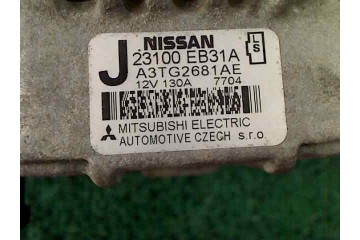 NISSAN
J 23100 EB31A
S
A3TG2681AE
12V 130A 7704
MITSUBISHI ELECTRIC
AUTOMOTIVE CZECH s.r.o.